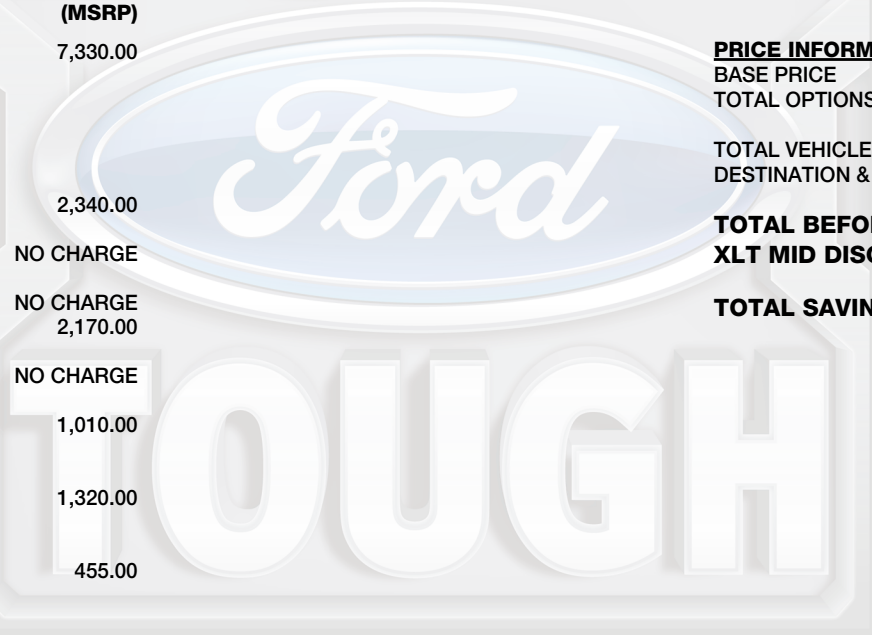 (MSRP)
7,330.00
2,340.00
NO CHARGE
NO CHARGE
2,170.00
NO CHARGE
1,010.00
1,320.00
455.00
PRICE INFORM
BASE PRICE
TOTAL OPTIONS
TOTAL VEHICLE
DESTINATION &
TOTAL BEFO
XLT MID DISC
TOTAL SAVIN
Ford
TOUGH